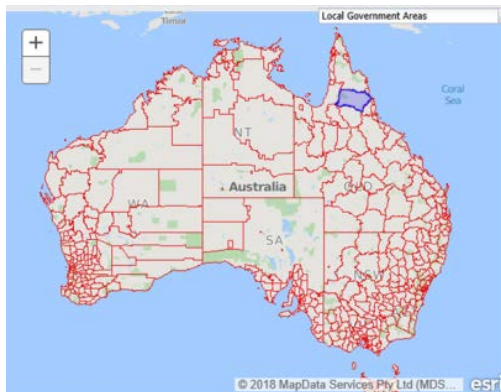 Local Government Areas
Timor
+
−
Coral
Sea
NT
QLD
Australia
WA
SA
NSW
© 2018 MapData Services Pty Ltd (MDS...
esri